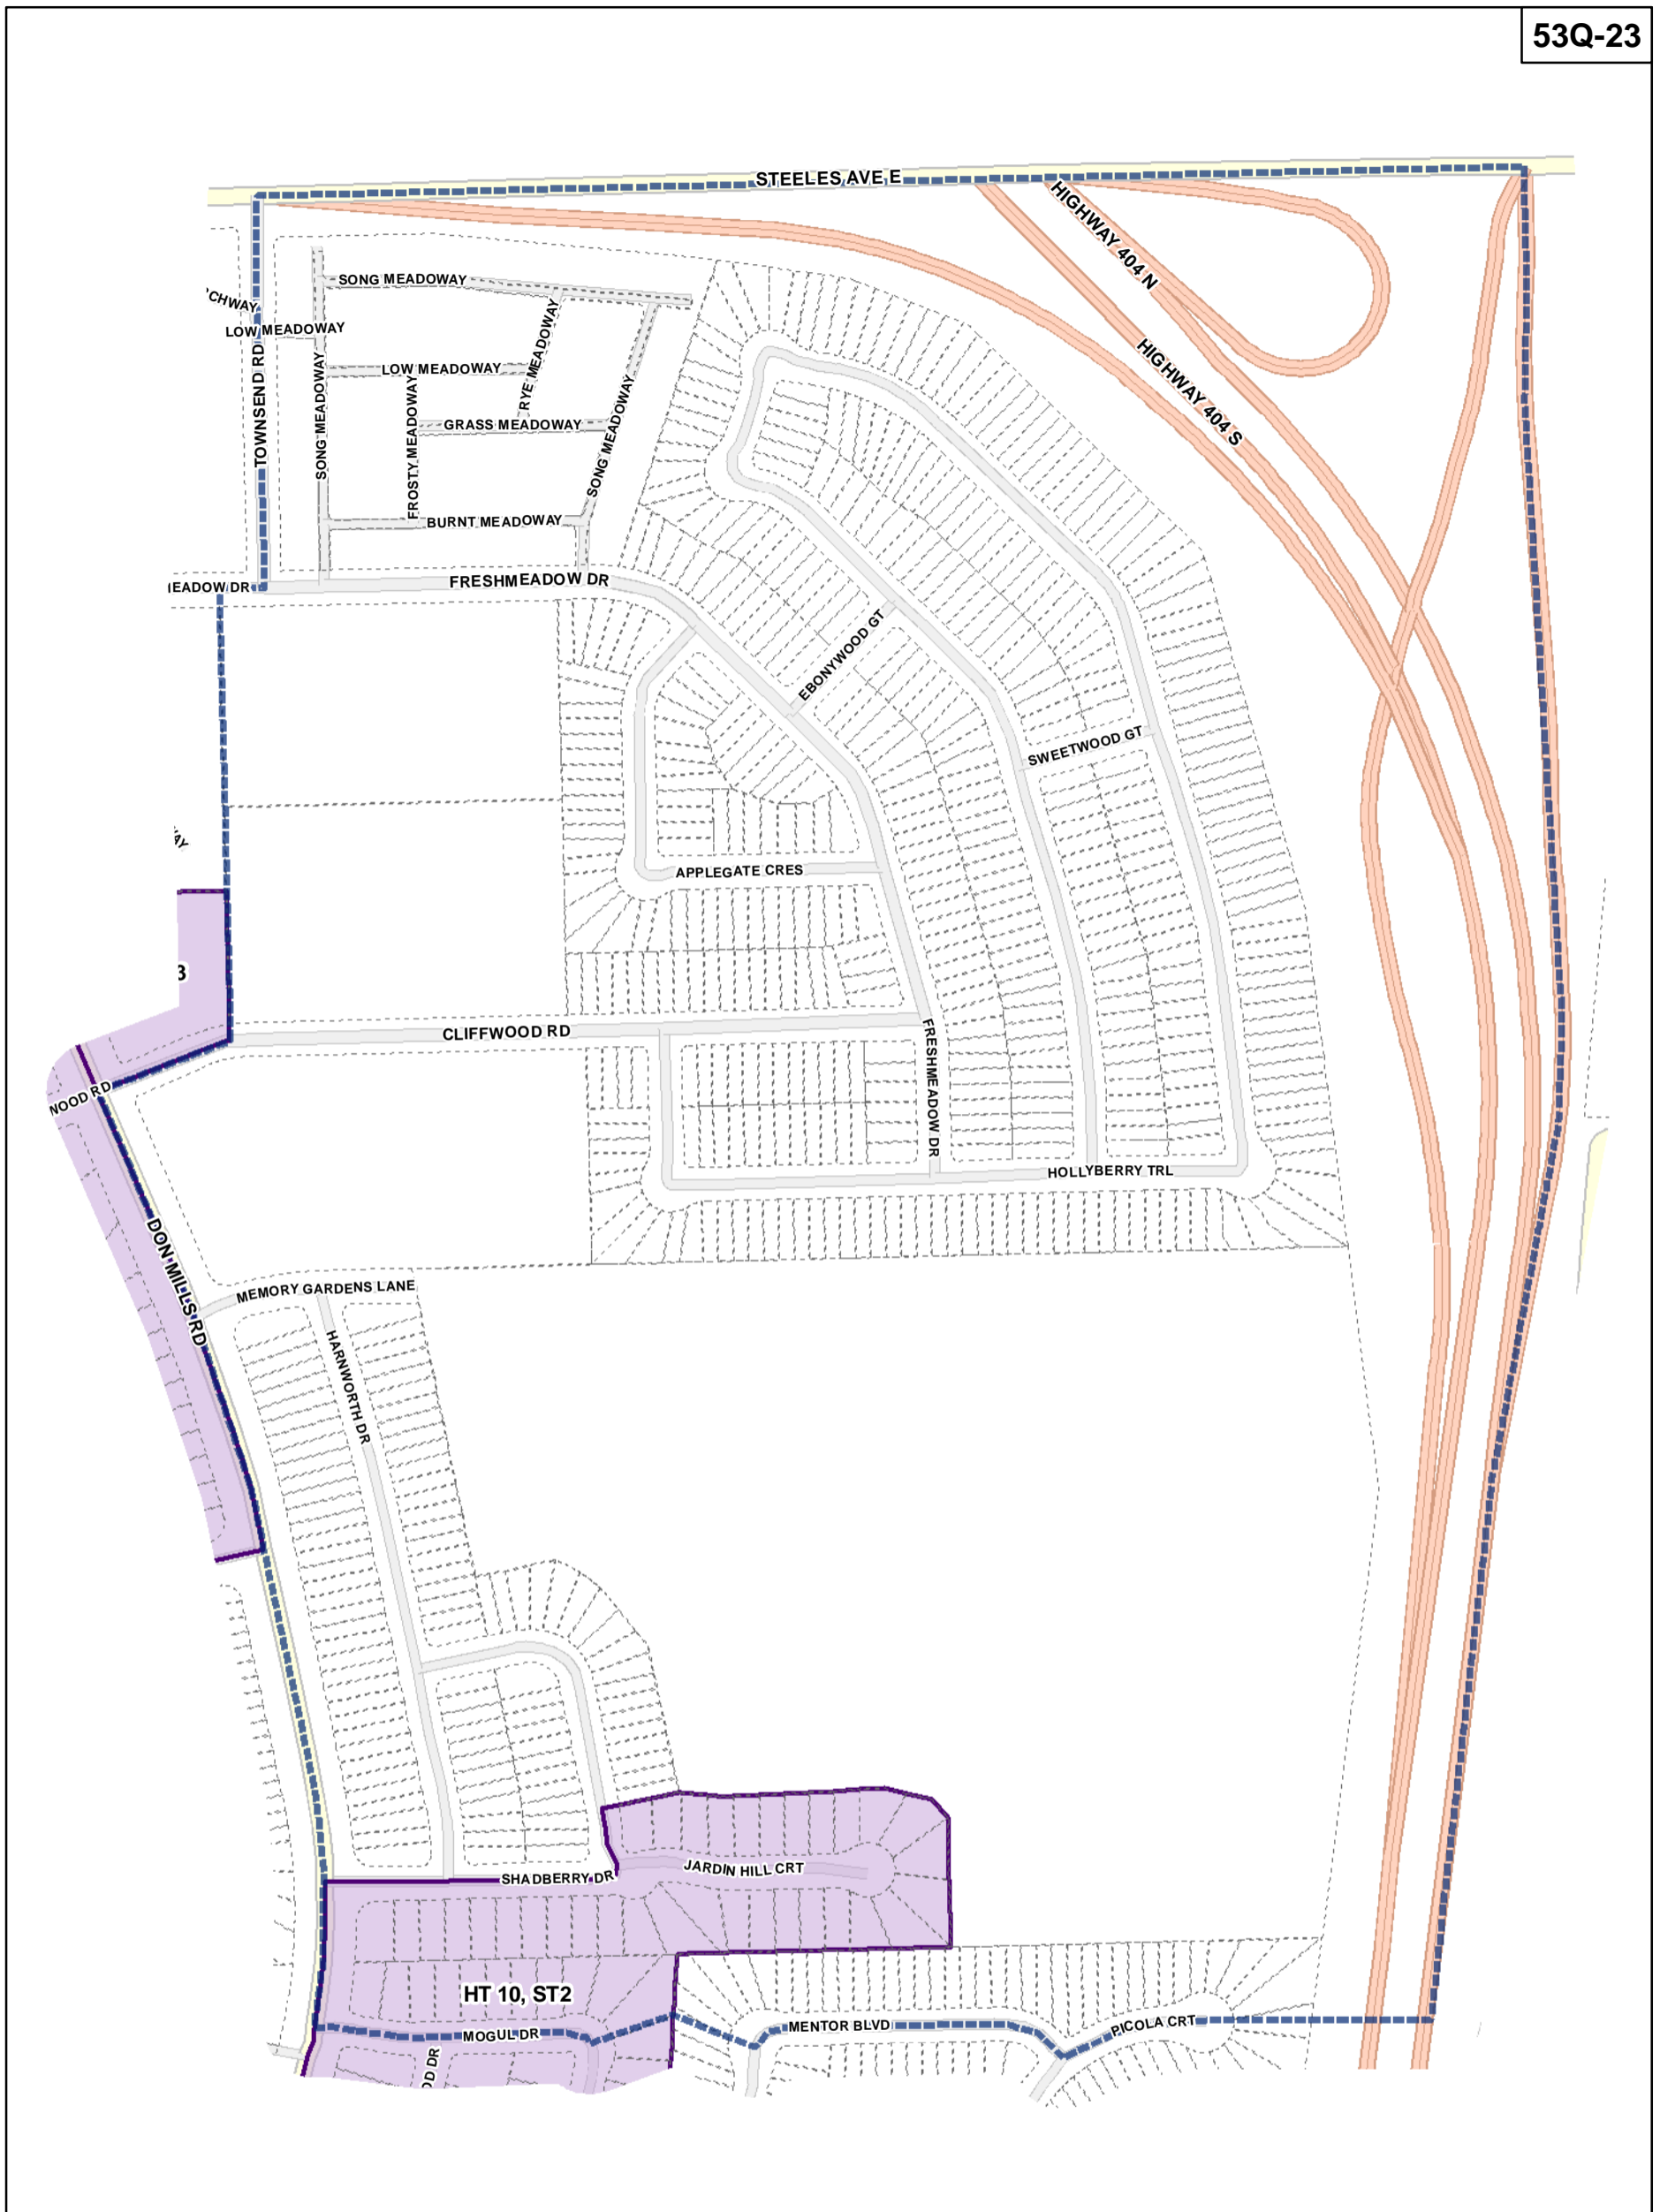 53Q-23
STEELES AVE E
HIGHWAY 404 N
SONG MEADOWAY
CHWAY
LOW MEADOWAY
TOWNSEND RD
SONG MEADOWAY
LOW MEADOWAY
RYE MEADOWAY
HIGHWAY 404 S
FROSTY MEADOWAY
GRASS MEADOWAY
SONG MEADOWAY
BURNT MEADOWAY
EADOW DR
FRESHMEADOW DR
EBONYWOOD GT
SWEETWOOD GT
AY
APPLEGATE CRES
3
CLIFFWOOD RD
FRESHMEADOW DR
WOOD RD
HOLLYBERRY TRL
DON MILLS RD
MEMORY GARDENS LANE
HARNWORTH DR
JARDIN HILL CRT
SHADBERRY DR
HT 10, ST2
MENTOR BLVD
PICOLA CRT
MOGUL DR
OD DR